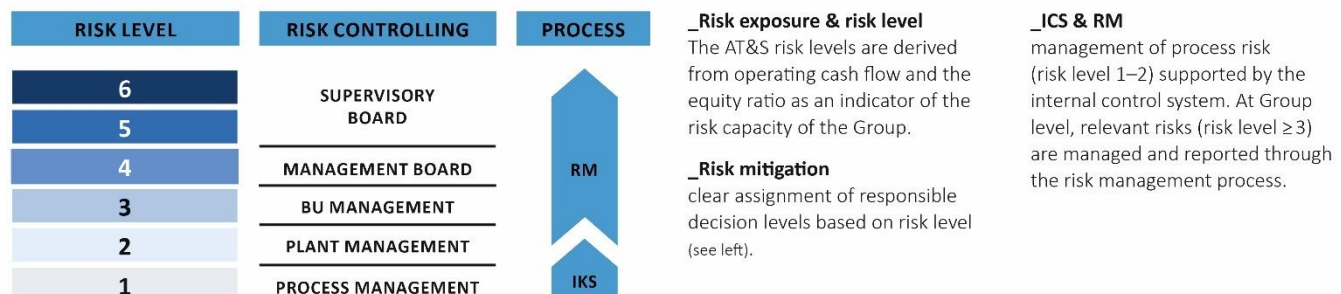 RISK LEVEL
RISK CONTROLLING
PROCESS
6
5
4
3
2
1
SUPERVISORY
BOARD
MANAGEMENT BOARD
BU MANAGEMENT
PLANT MANAGEMENT
PROCESS MANAGEMENT
RM
IKS
_Risk exposure & risk level
The AT&S risk levels are derived
from operating cash flow and the
equity ratio as an indicator of the
risk capacity of the Group.
_Risk mitigation
clear assignment of responsible
decision levels based on risk level
(see left).
_ICS & RM
management of process risk
(risk level 1–2) supported by the
internal control system. At Group
level, relevant risks (risk level ≥ 3)
are managed and reported through
the risk management process.